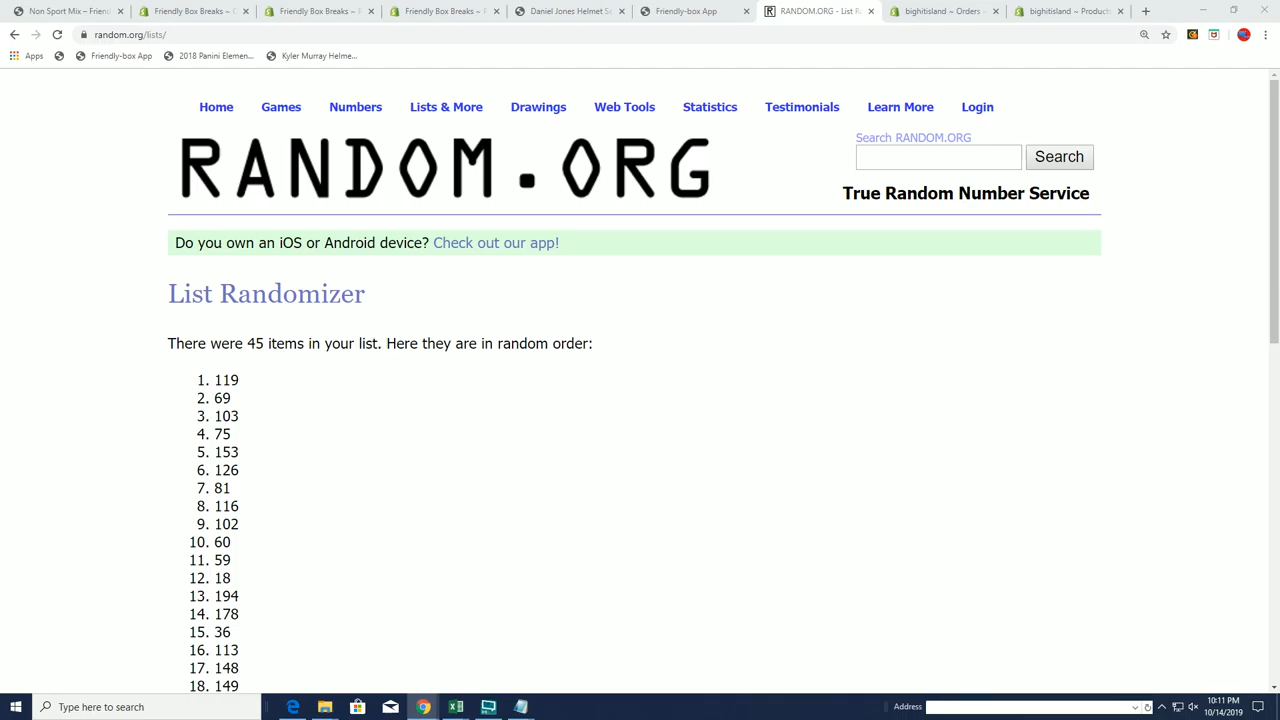 Non Sport Mix – Friend
Friendly Box Breaks ~
Friendly Box Breaks ~
Friendly Box Breaks ~
Daniel Jones Helmet Se
Friendly-box App
RANDOM.ORG - List R
bighitisland ~ Orders ~
bighitisland ~ Products
random.org/lists/
Apps
Friendly-box App
2018 Panini Elemen...
Kyler Murray Helme...
Home Games Numbers Lists & More Drawings Web Tools Statistics Testimonials Learn More Login
RANDOM.ORG
Search RANDOM.ORG
Search
True Random Number Service
Do you own an iOS or Android device? Check out our app!
List Randomizer
There were 45 items in your list. Here they are in random order:
1. 119
2. 69
3. 103
4. 75
5. 153
6. 126
7. 81
8. 116
9. 102
10. 60
11. 59
12. 18
13. 194
14. 178
15. 36
16. 113
17. 148
18. 149
Type here to search
Address
10:11 PM
10/14/2019